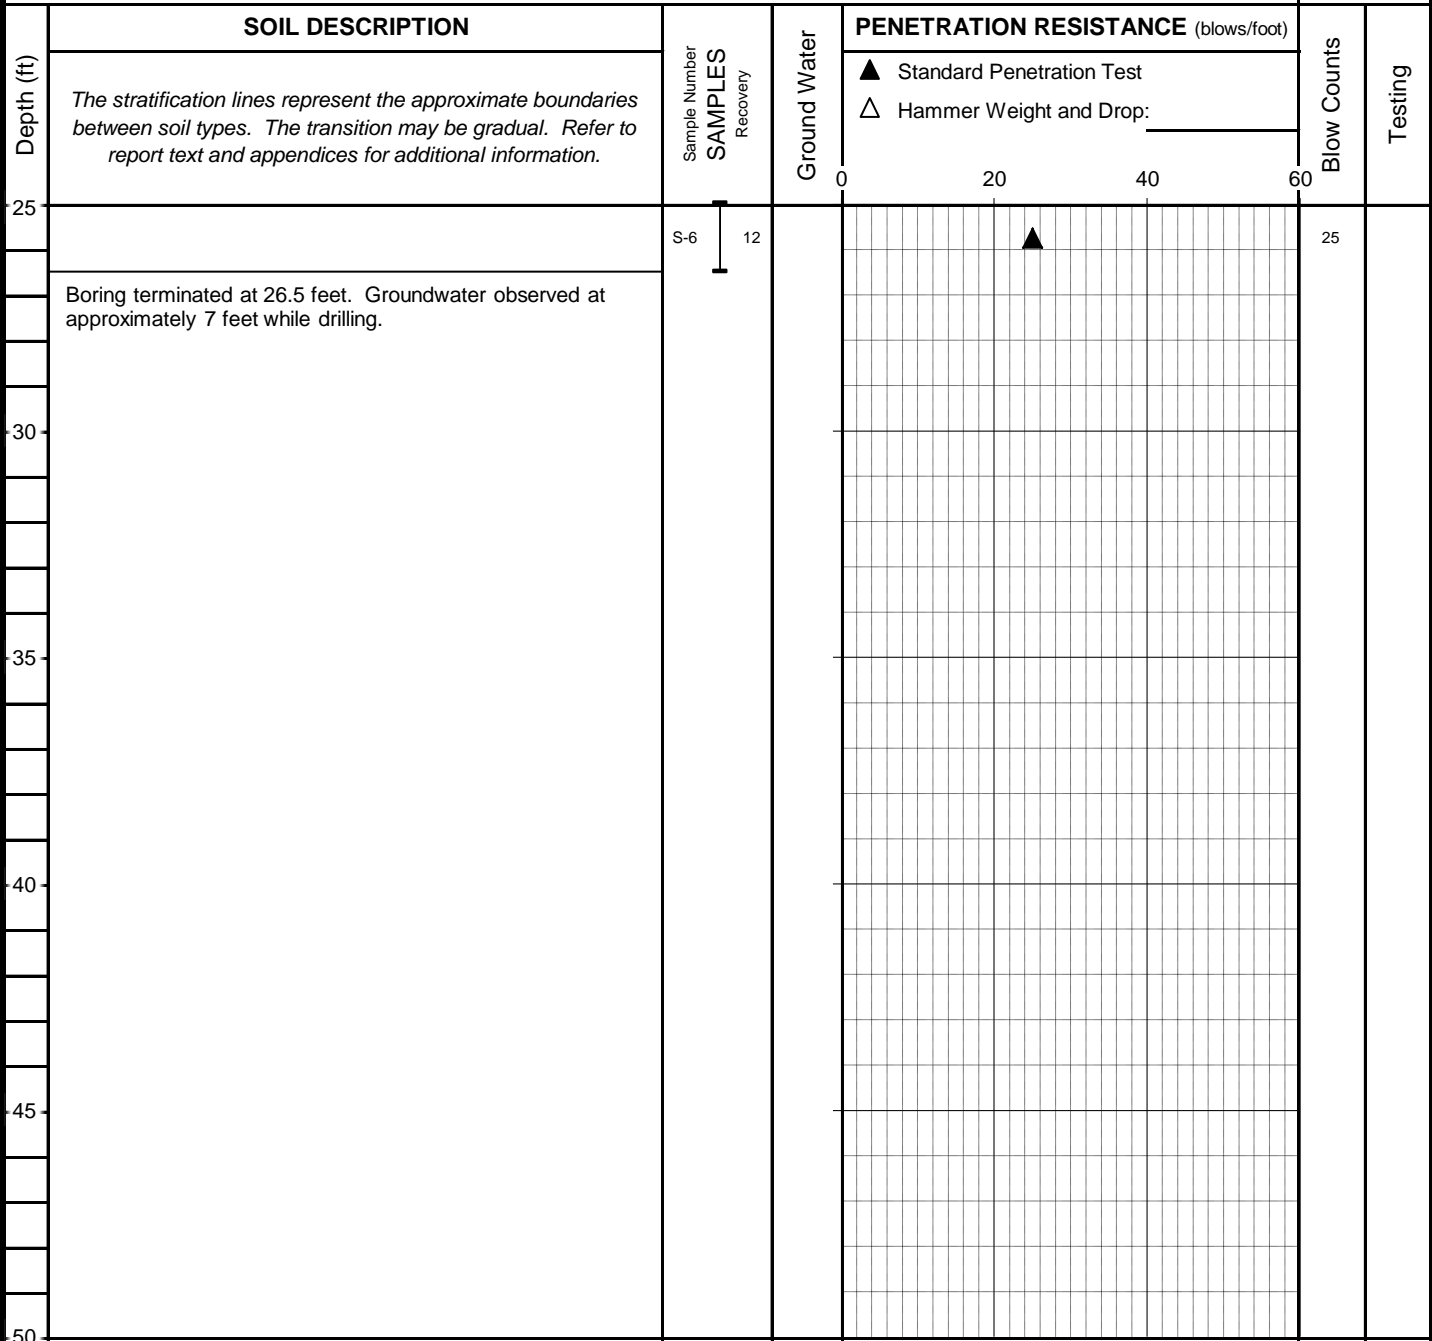 SOIL DESCRIPTION
The stratification lines represent the approximate boundaries
between soil types. The transition may be gradual. Refer to
report text and appendices for additional information.
Depth (ft)
Sample Number
SAMPLES
Recovery
Ground Water
PENETRATION RESISTANCE (blows/foot)
▲ Standard Penetration Test
△ Hammer Weight and Drop:
0 20 40 60
Blow Counts
Testing
25
S-6 12 25
Boring terminated at 26.5 feet. Groundwater observed at
approximately 7 feet while drilling.
30
35
40
45
50